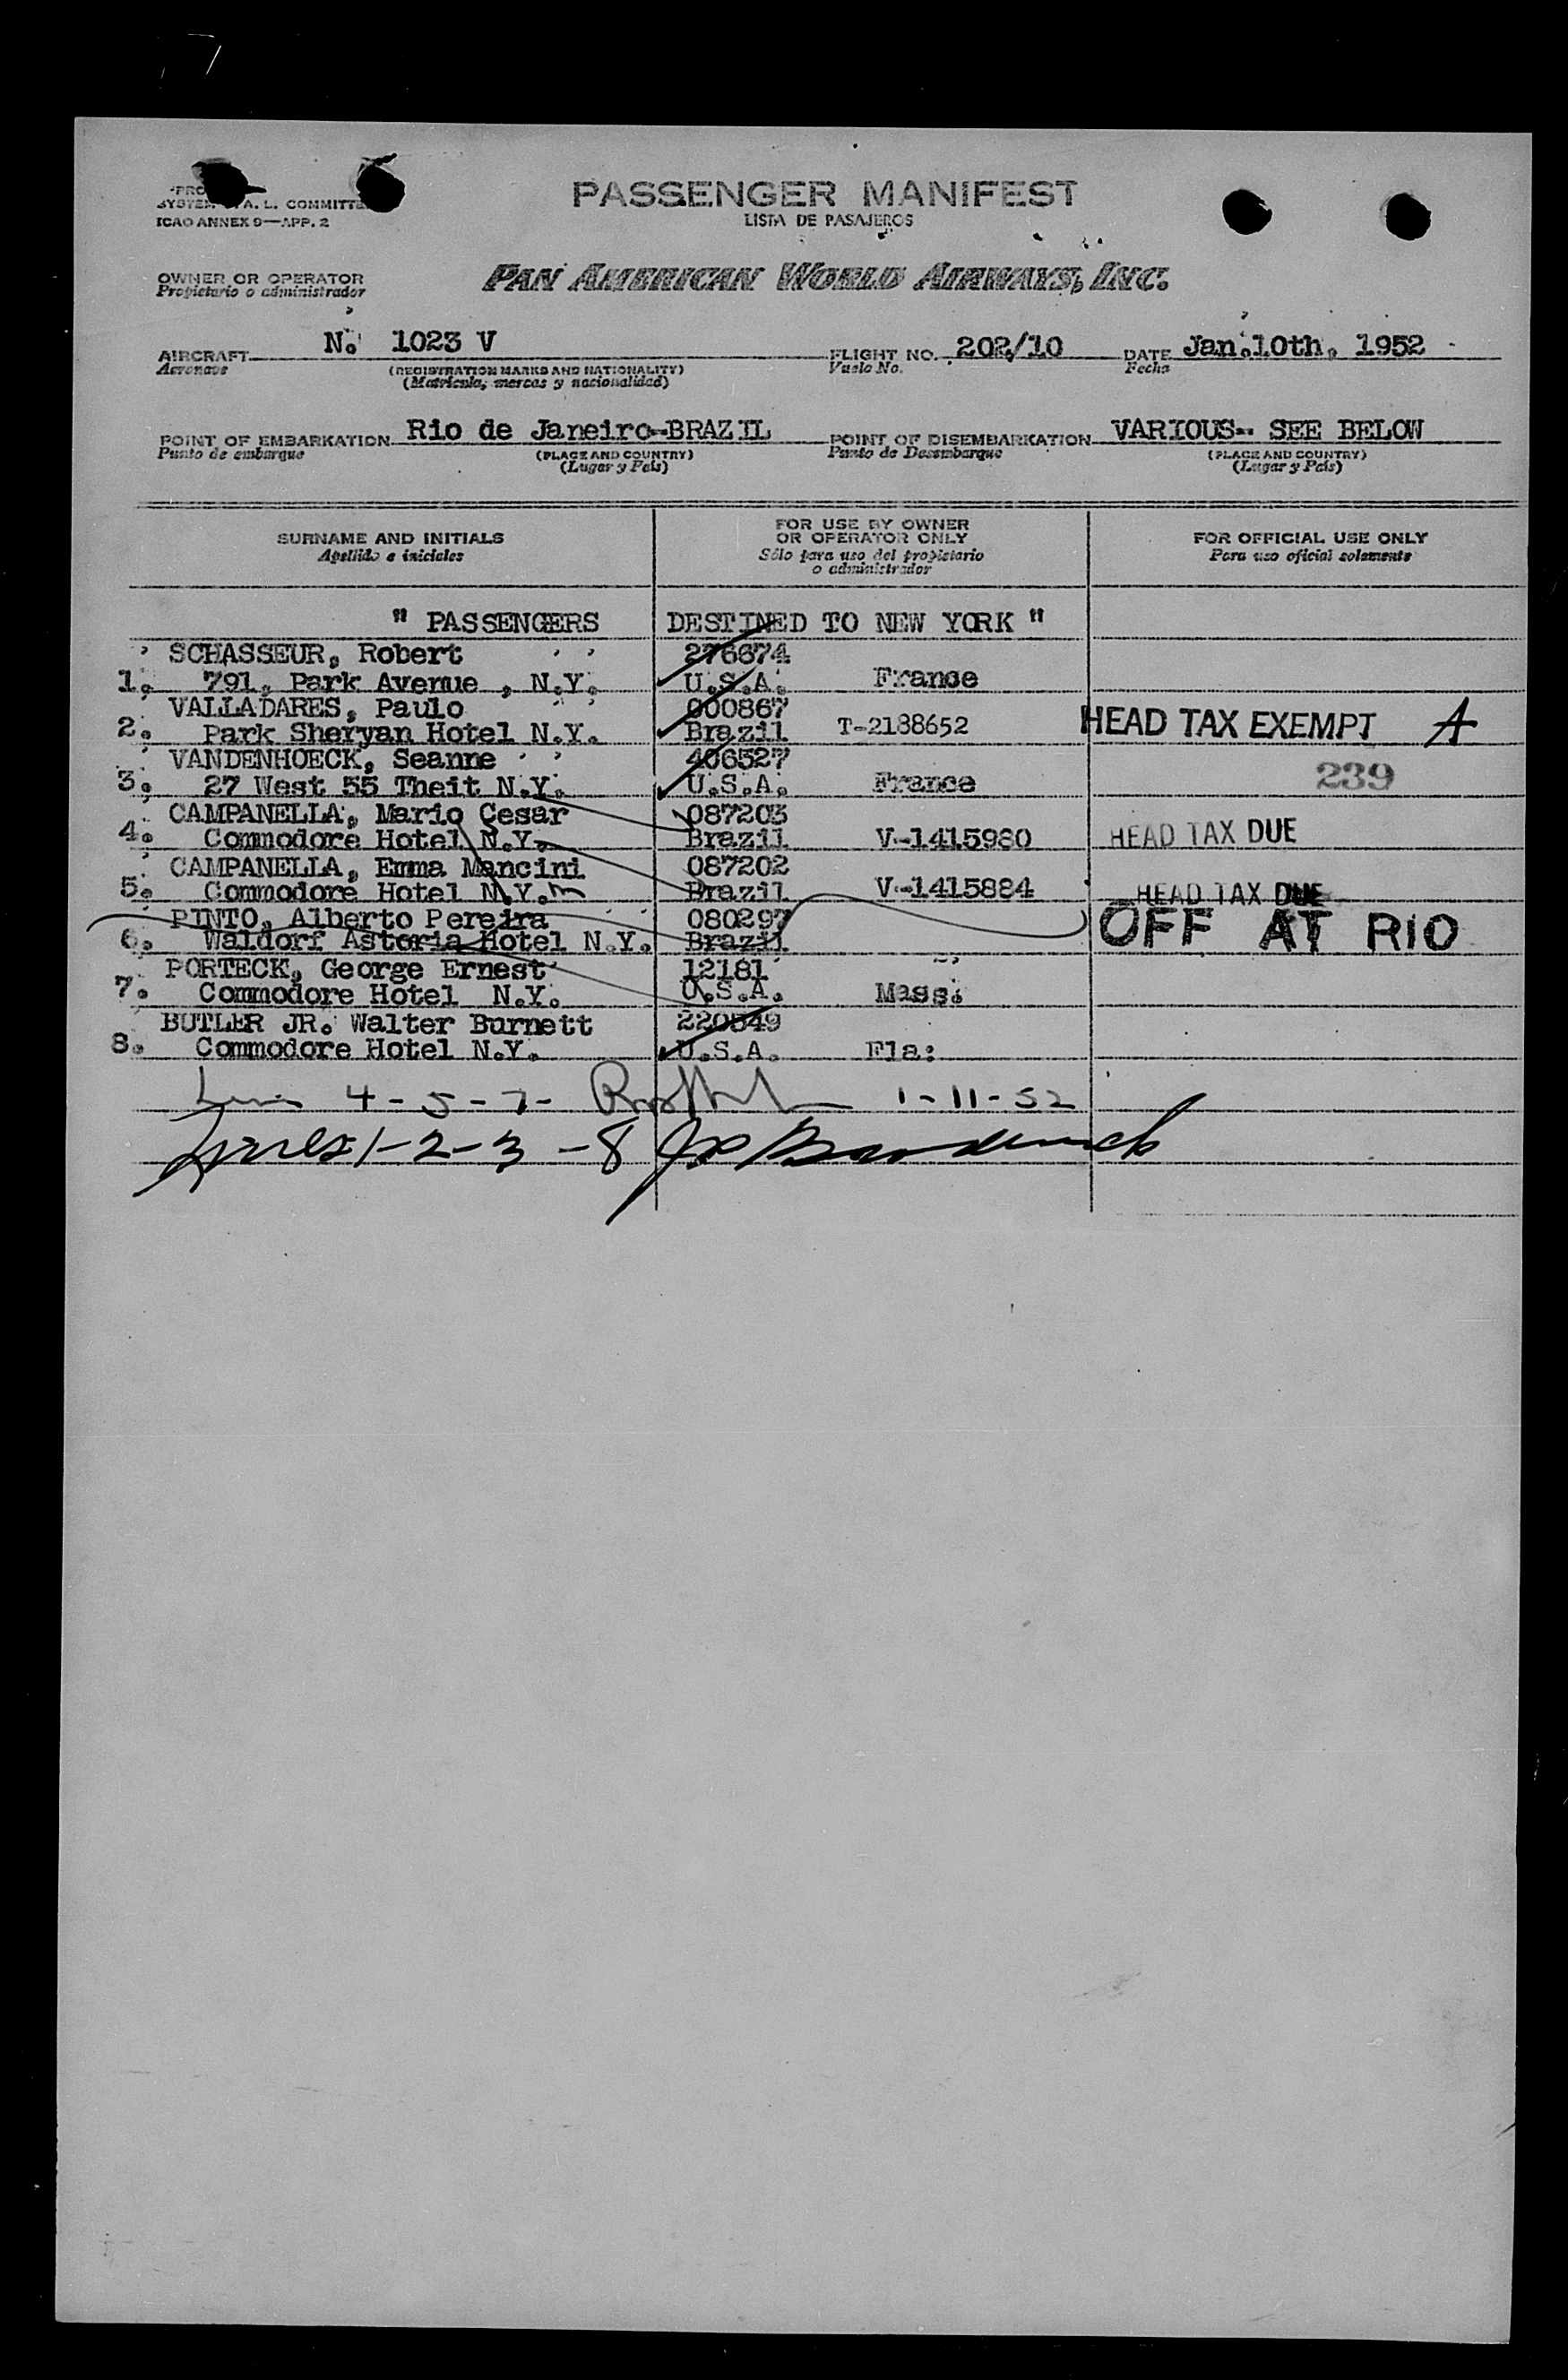 SYSTEM F. A. L. COMMITTEE
ICAO ANNEX 9—APP. 2
PASSENGER MANIFEST
LISTA DE PASAJEROS
OWNER OR OPERATOR
Propietario o administrador
PAN AMERICAN WORLD AIRWAYS, INC.
AIRCRAFT N. 1023 V FLIGHT NO. 202/10 DATE Jan.10th, 1952
Aeronave (REGISTRATION MARKS AND NATIONALITY) Vuelo No. Fecha
(Matrícula, marcas y nacionalidad)
POINT OF EMBARKATION Rio de Janeiro-BRAZIL POINT OF DISEMBARKATION VARIOUS-- SEE BELOW
Punto de embarque (PLACE AND COUNTRY) Punto de Desembarque (PLACE AND COUNTRY)
(Lugar y País) (Lugar y País)
SURNAME AND INITIALS FOR USE BY OWNER OR OPERATOR ONLY FOR OFFICIAL USE ONLY
Apellido e iniciales Sólo para uso del propietario o administrador Para uso oficial solamente
" PASSENGERS DESTINED TO NEW YORK "
SCHASSEUR, Robert 276674
1. 791, Park Avenue , N.Y. U.S.A. France
VALLADARES, Paulo 000867
2. Park Sheryan Hotel N.Y. Brazil T-2188652 HEAD TAX EXEMPT A
VANDENHOECK, Seanne 406527
3. 27 West 55 Theit N.Y. U.S.A. France 239
CAMPANELLA, Mario Cesar 087203
4. Commodore Hotel N.Y. Brazil V-1415980 HEAD TAX DUE
CAMPANELLA, Emma Mancini 087202
5. Commodore Hotel N.Y. Brazil V-1415884 HEAD TAX DUE
PINTO, Alberto Pereira 080297
6. Waldorf Astoria Hotel N.Y. Brazil OFF AT RIO
PORTECK, George Ernest 12181
7. Commodore Hotel N.Y. U.S.A. Mass.
BUTLER JR. Walter Burnett 220549
8. Commodore Hotel N.Y. U.S.A. Fla:
4 - 5 - 7 - 1-11-52
1-2-3-8